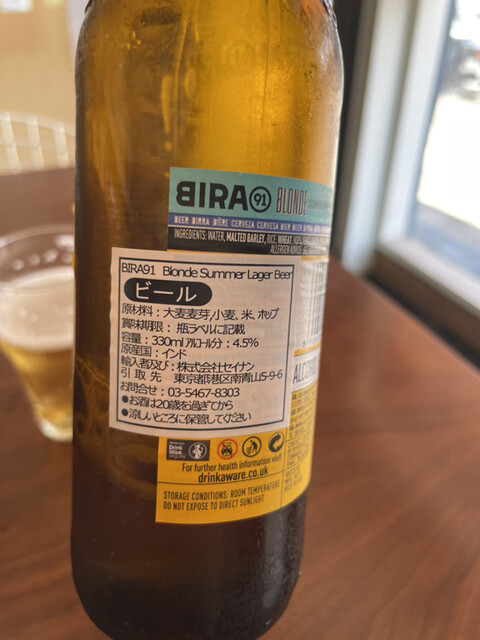 BIRA 91 BLONDE
BEER BIRRA BIÈRE CERVEZA CERVESA BIER BEER BIRRA
INGREDIENTS: WATER, MALTED BARLEY, RICE, WHEAT,
ALLERGEN ADVICE:
BIRA91 Blonde Summer Lager Beer
ビール
原材料：大麦麦芽,小麦、米、ホップ
賞味期限：瓶ラベルに記載
容量：330ml アルコール分：4.5%
原産国：インド
輸入者及び：株式会社セイナン
引取先 東京都港区南青山5-9-6
お問合せ：03-5467-8303
●お酒は20歳を過ぎてから
●涼しいところに保管してください
For further health information visit
drinkaware.co.uk
STORAGE CONDITIONS: ROOM TEMPERATURE
DO NOT EXPOSE TO DIRECT SUNLIGHT